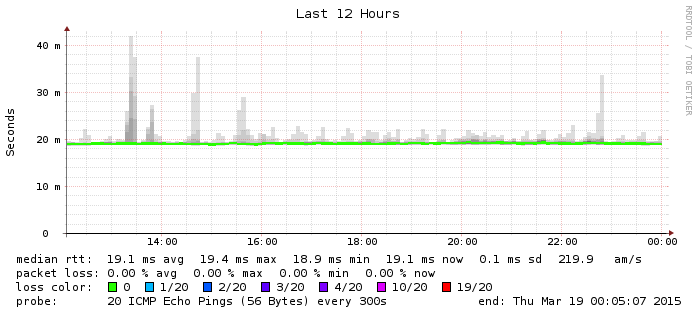 Last 12 Hours
RRDTOOL / TOBI OETIKER
Seconds
40 m
30 m
20 m
10 m
0
14:00 16:00 18:00 20:00 22:00 00:00
median rtt: 19.1 ms avg 19.4 ms max 18.9 ms min 19.1 ms now 0.1 ms sd 219.9 am/s
packet loss: 0.00 % avg 0.00 % max 0.00 % min 0.00 % now
loss color: 0 1/20 2/20 3/20 4/20 10/20 19/20
probe: 20 ICMP Echo Pings (56 Bytes) every 300s end: Thu Mar 19 00:05:07 2015